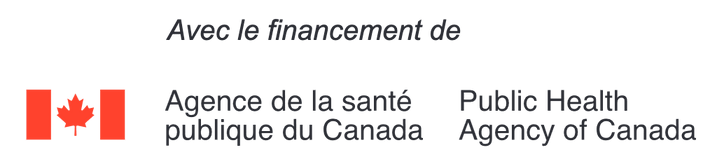 Avec le financement de
Agence de la santé
publique du Canada
Public Health
Agency of Canada